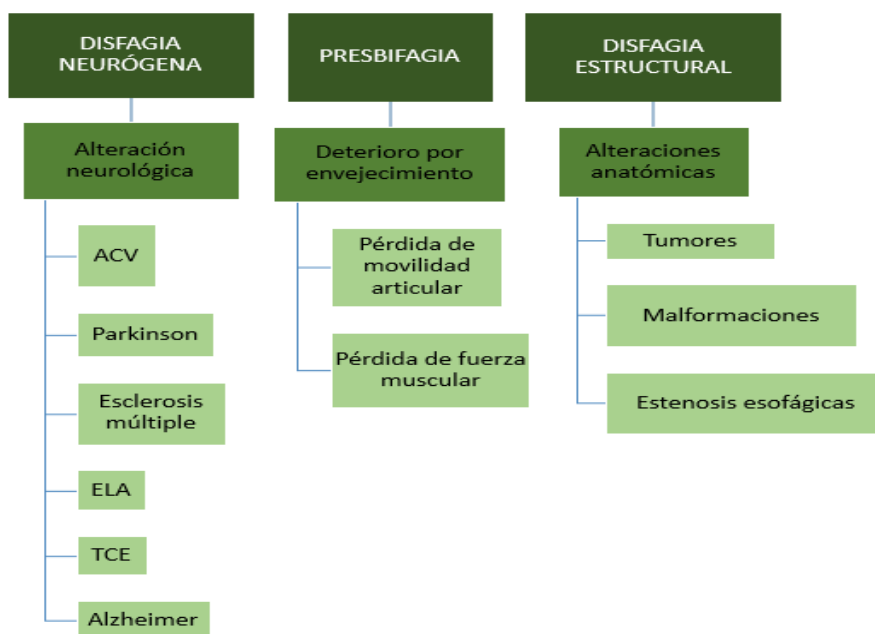 DISFAGIA
NEURÓGENA
Alteración
neurológica
ACV
Parkinson
Esclerosis
múltiple
ELA
TCE
Alzheimer
PRESBIFAGIA
Deterioro por
envejecimiento
Pérdida de
movilidad
articular
Pérdida de fuerza
muscular
DISFAGIA
ESTRUCTURAL
Alteraciones
anatómicas
Tumores
Malformaciones
Estenosis esofágicas